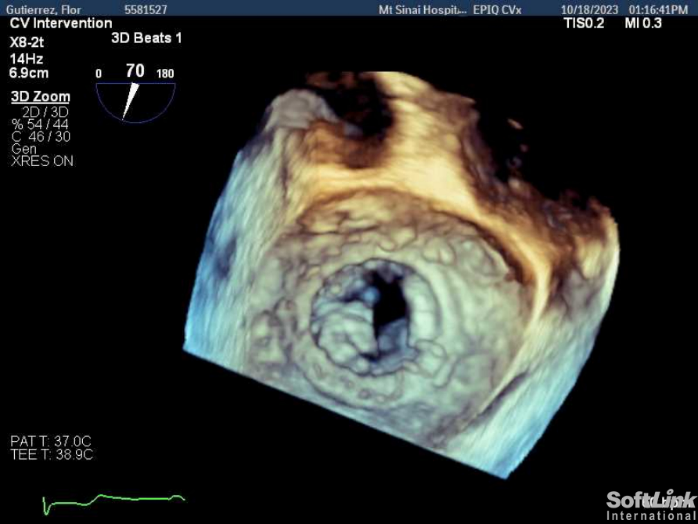 Gutierrez, Flor 5581527 Mt Sinai Hospit... EPIQ CVx 10/18/2023 01:16:41PM
CV Intervention TIS0.2 MI 0.3
X8-2t 3D Beats 1
14Hz
6.9cm
0 70 180
3D Zoom
2D / 3D
% 54 / 44
C 46 / 30
Gen
XRES ON
PAT T: 37.0C
TEE T: 38.9C
SoftLink
International